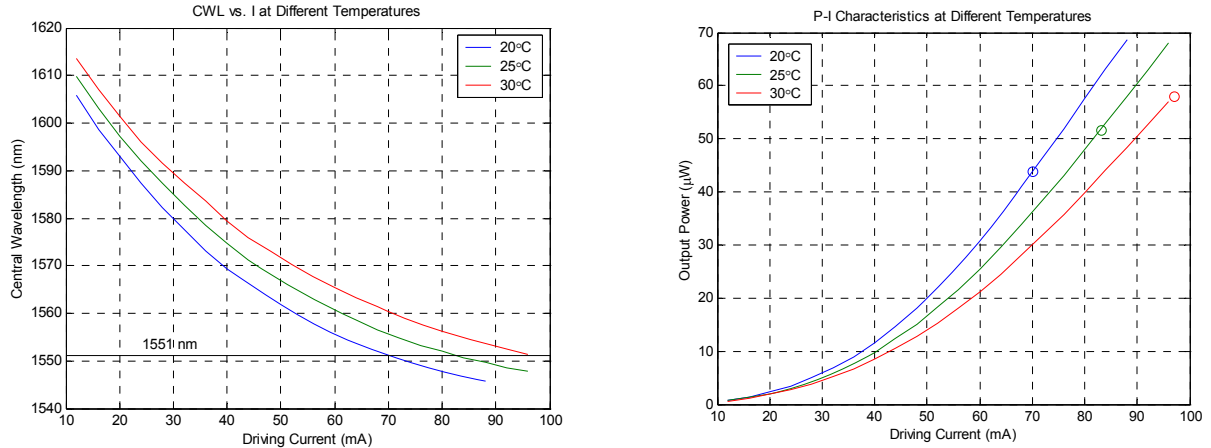 CWL vs. I at Different Temperatures
1620
1610
1600
1590
1580
1570
1560
1550
1540
Central Wavelength (nm)
20°C
25°C
30°C
1551 nm
10 20 30 40 50 60 70 80 90 100
Driving Current (mA)
P-I Characteristics at Different Temperatures
70
60
50
40
30
20
10
0
Output Power (μW)
20°C
25°C
30°C
10 20 30 40 50 60 70 80 90 100
Driving Current (mA)